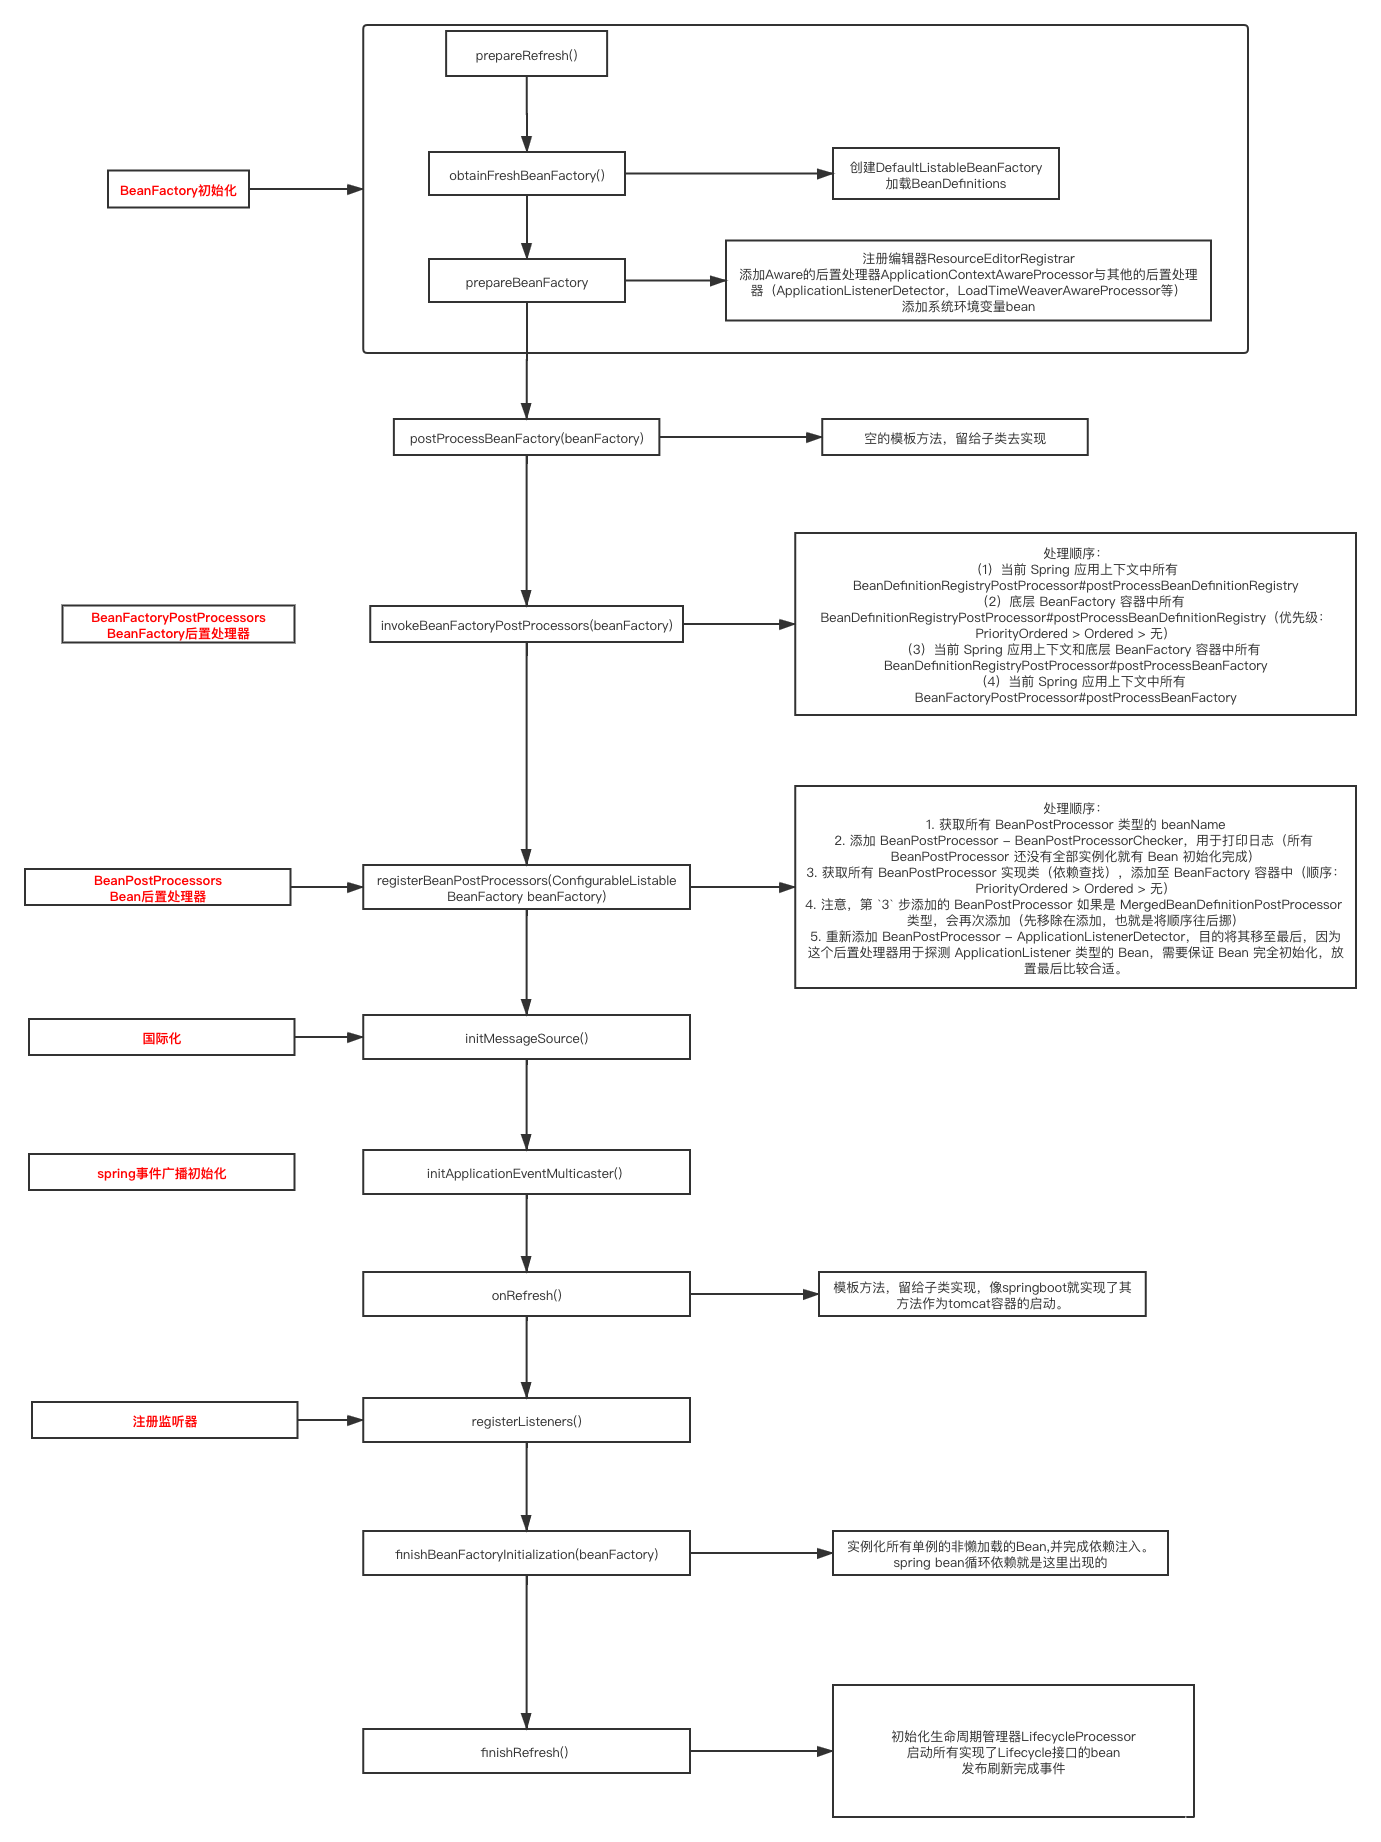 prepareRefresh()
obtainFreshBeanFactory()
创建DefaultListableBeanFactory
加载BeanDefinitions
BeanFactory初始化
prepareBeanFactory
注册编辑器ResourceEditorRegistrar
添加Aware的后置处理器ApplicationContextAwareProcessor与其他的后置处理
器（ApplicationListenerDetector，LoadTimeWeaverAwareProcessor等）
添加系统环境变量bean
postProcessBeanFactory(beanFactory)
空的模板方法，留给子类去实现
BeanFactoryPostProcessors
BeanFactory后置处理器
invokeBeanFactoryPostProcessors(beanFactory)
处理顺序：
（1）当前 Spring 应用上下文中所有
BeanDefinitionRegistryPostProcessor#postProcessBeanDefinitionRegistry
（2）底层 BeanFactory 容器中所有
BeanDefinitionRegistryPostProcessor#postProcessBeanDefinitionRegistry（优先级：
PriorityOrdered > Ordered > 无）
（3）当前 Spring 应用上下文和底层 BeanFactory 容器中所有
BeanDefinitionRegistryPostProcessor#postProcessBeanFactory
（4）当前 Spring 应用上下文中所有
BeanFactoryPostProcessor#postProcessBeanFactory
BeanPostProcessors
Bean后置处理器
registerBeanPostProcessors(ConfigurableListable
BeanFactory beanFactory)
处理顺序：
1. 获取所有 BeanPostProcessor 类型的 beanName
2. 添加 BeanPostProcessor - BeanPostProcessorChecker，用于打印日志（所有
BeanPostProcessor 还没有全部实例化就有 Bean 初始化完成）
3. 获取所有 BeanPostProcessor 实现类（依赖查找），添加至 BeanFactory 容器中（顺序：
PriorityOrdered > Ordered > 无）
4. 注意，第 `3` 步添加的 BeanPostProcessor 如果是 MergedBeanDefinitionPostProcessor
类型，会再次添加（先移除在添加，也就是将顺序往后挪）
5. 重新添加 BeanPostProcessor - ApplicationListenerDetector，目的将其移至最后，因为
这个后置处理器用于探测 ApplicationListener 类型的 Bean，需要保证 Bean 完全初始化，放
置最后比较合适。
国际化
initMessageSource()
spring事件广播初始化
initApplicationEventMulticaster()
onRefresh()
模板方法，留给子类实现，像springboot就实现了其
方法作为tomcat容器的启动。
注册监听器
registerListeners()
finishBeanFactoryInitialization(beanFactory)
实例化所有单例的非懒加载的Bean,并完成依赖注入。
spring bean循环依赖就是这里出现的
finishRefresh()
初始化生命周期管理器LifecycleProcessor
启动所有实现了Lifecycle接口的bean
发布刷新完成事件